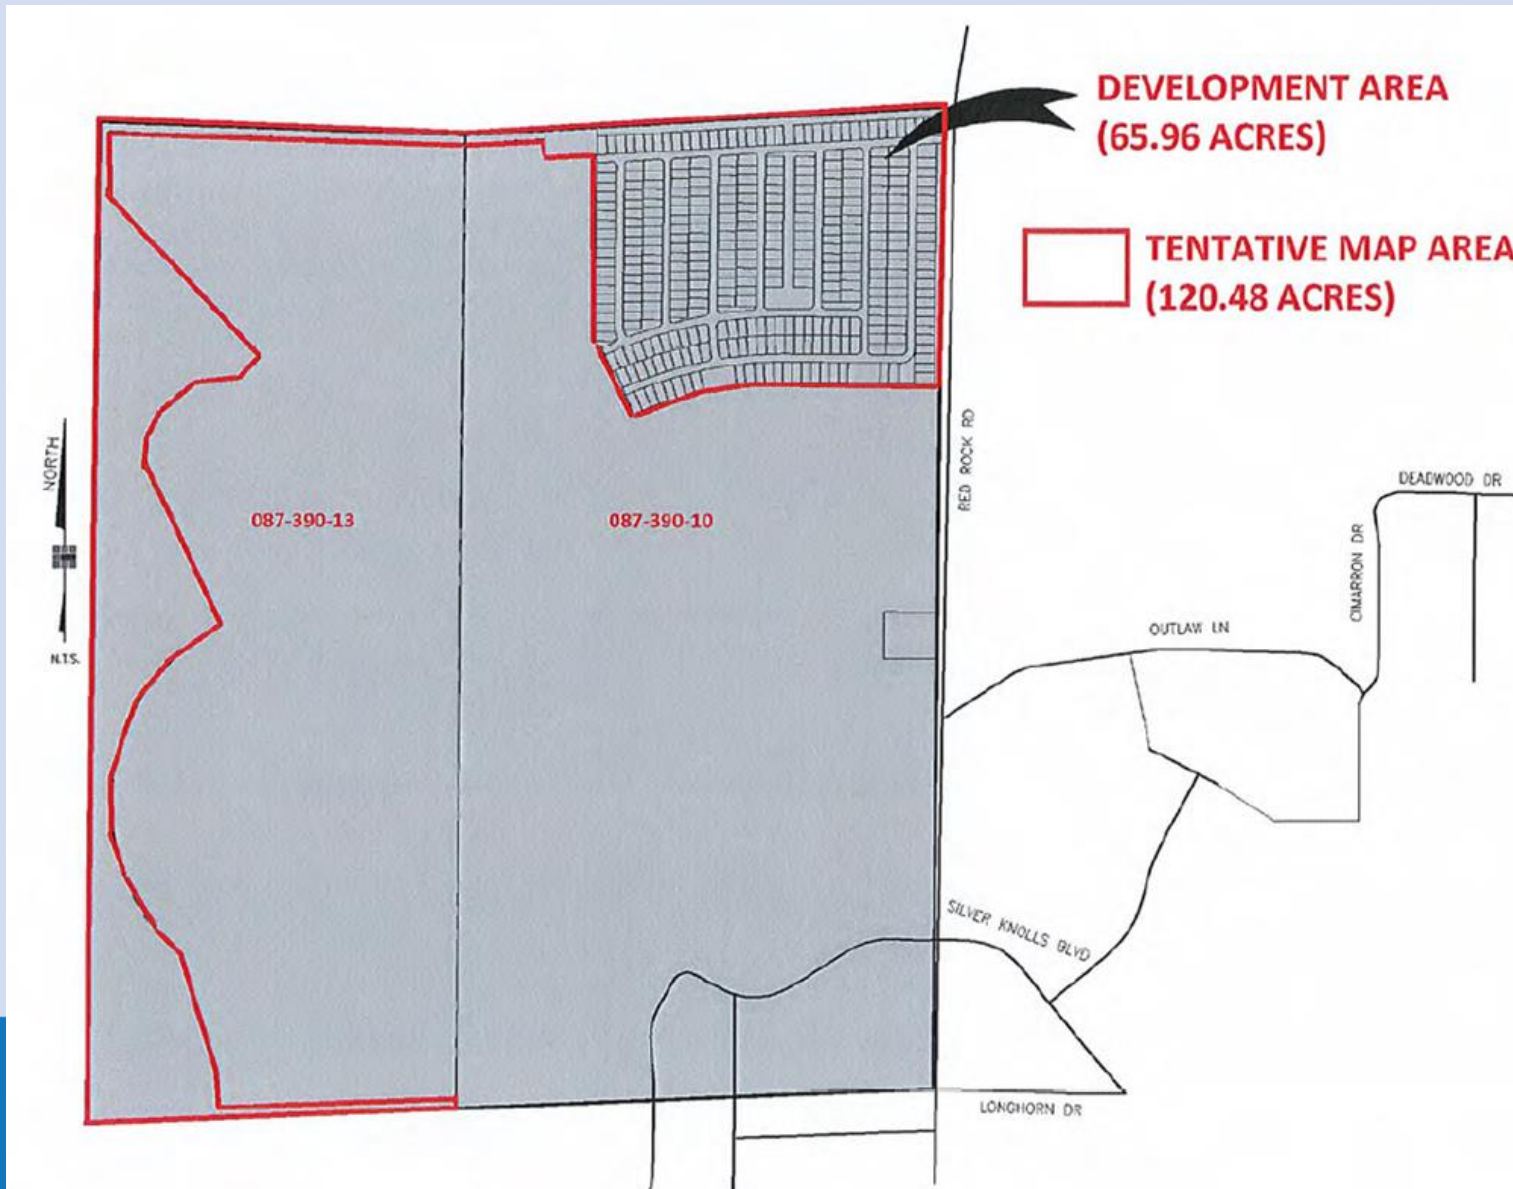 DEVELOPMENT AREA
(65.96 ACRES)
TENTATIVE MAP AREA
(120.48 ACRES)
NORTH
N.T.S.
087-390-13
087-390-10
RED ROCK RD
DEADWOOD DR
CIMARRON DR
OUTLAW LN
SILVER KNOLLS BLVD
LONGHORN DR